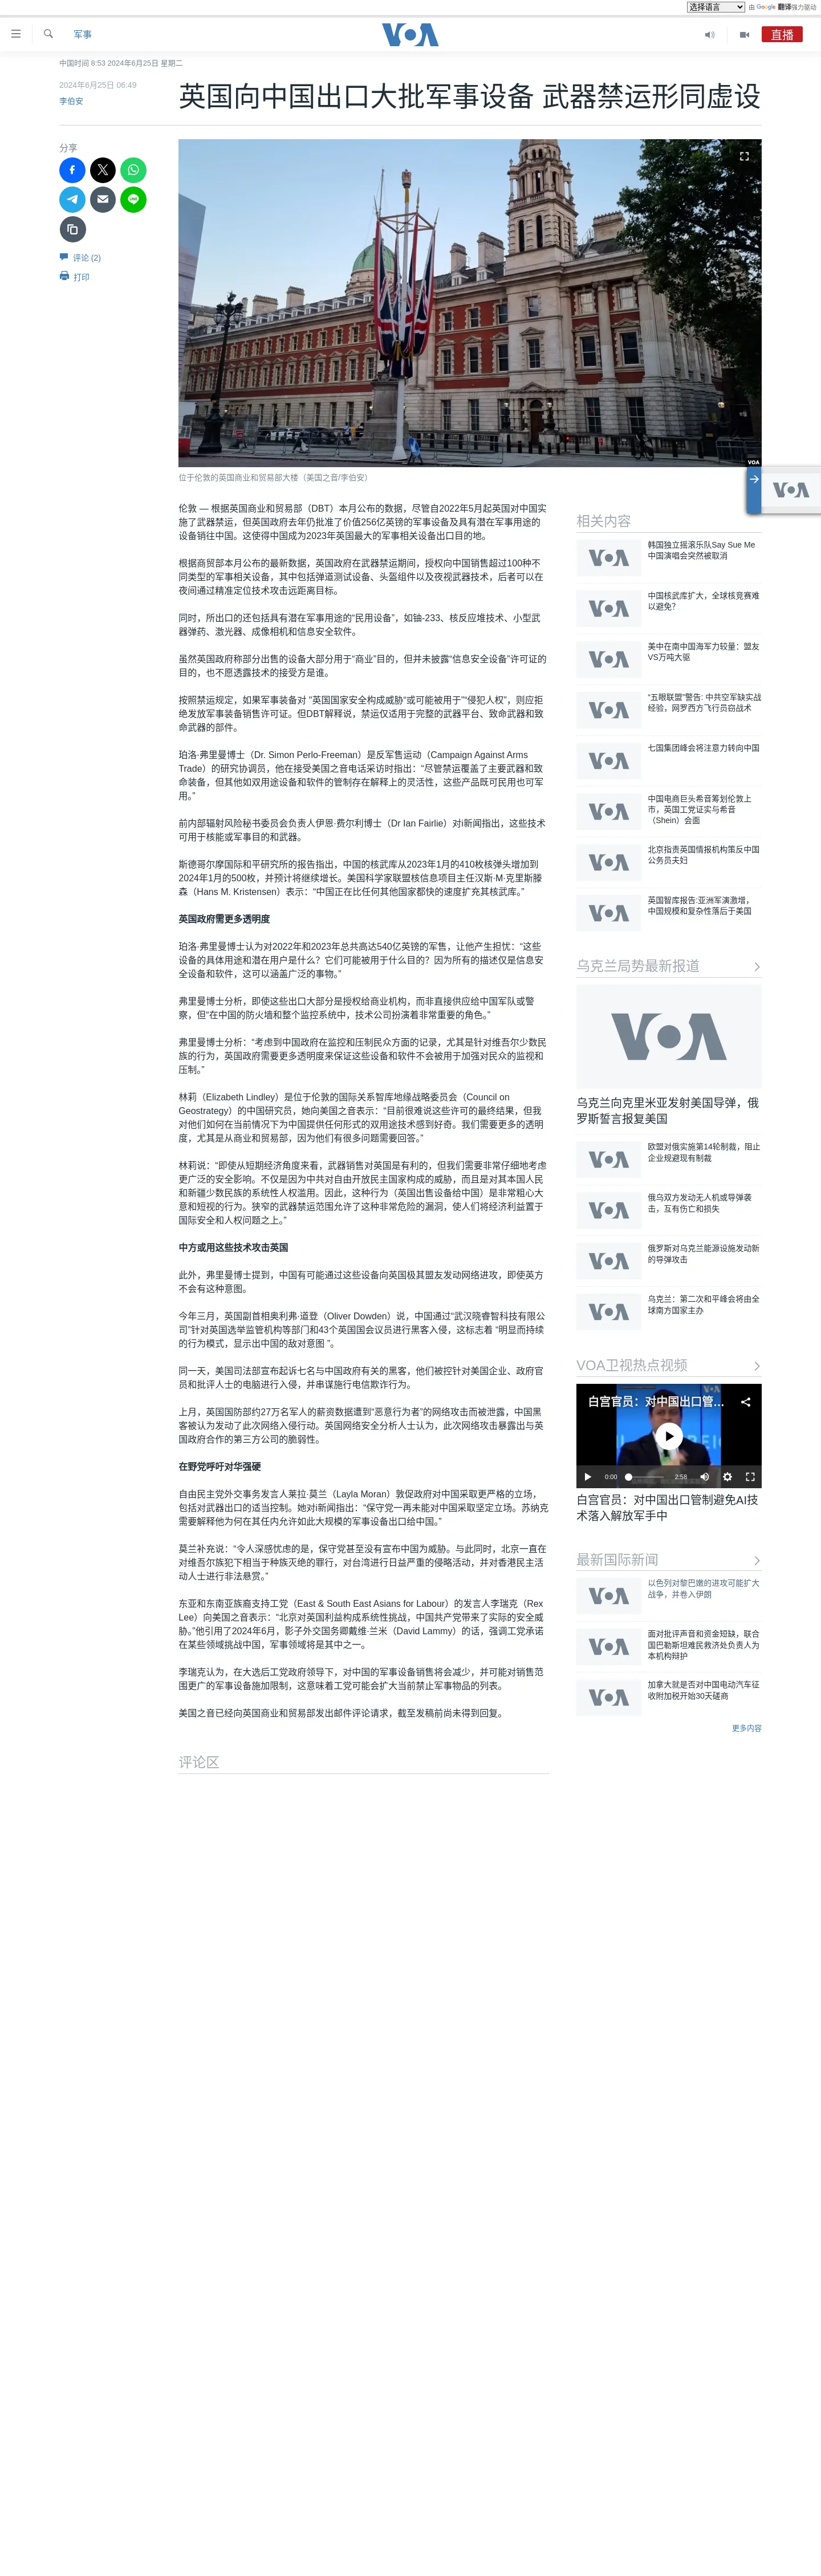 选择语言 由 Google 翻译强力驱动
军事
VOA
直播
中国时间 8:53 2024年6月25日 星期二
2024年6月25日 06:49
李伯安
英国向中国出口大批军事设备 武器禁运形同虚设
分享
评论 (2)
打印
VOA
位于伦敦的英国商业和贸易部大楼（美国之音/李伯安）
伦敦 — 根据英国商业和贸易部（DBT）本月公布的数据，尽管自2022年5月起英国对中国实
施了武器禁运，但英国政府去年仍批准了价值256亿英镑的军事设备及具有潜在军事用途的
设备销往中国。这使得中国成为2023年英国最大的军事相关设备出口目的地。
根据商贸部本月公布的最新数据，英国政府在武器禁运期间，授权向中国销售超过100种不
同类型的军事相关设备，其中包括弹道测试设备、头盔组件以及夜视武器技术，后者可以在
夜间通过精准定位技术攻击远距离目标。
同时，所出口的还包括具有潜在军事用途的“民用设备”，如铀-233、核反应堆技术、小型武
器弹药、激光器、成像相机和信息安全软件。
虽然英国政府称部分出售的设备大部分用于“商业”目的，但并未披露“信息安全设备”许可证的
目的，也不愿透露技术的接受方是谁。
按照禁运规定，如果军事装备对 “英国国家安全构成威胁”或可能被用于”“侵犯人权”，则应拒
绝发放军事装备销售许可证。但DBT解释说，禁运仅适用于完整的武器平台、致命武器和致
命武器的部件。
珀洛·弗里曼博士（Dr. Simon Perlo-Freeman）是反军售运动（Campaign Against Arms
Trade）的研究协调员，他在接受美国之音电话采访时指出：“尽管禁运覆盖了主要武器和致
命装备，但其他如双用途设备和软件的管制存在解释上的灵活性，这些产品既可民用也可军
用。”
前内部辐射风险秘书委员会负责人伊恩·费尔利博士（Dr Ian Fairlie）对i新闻指出，这些技术
可用于核能或军事目的和武器。
斯德哥尔摩国际和平研究所的报告指出，中国的核武库从2023年1月的410枚核弹头增加到
2024年1月的500枚，并预计将继续增长。美国科学家联盟核信息项目主任汉斯·M·克里斯滕
森（Hans M. Kristensen）表示：“中国正在比任何其他国家都快的速度扩充其核武库。”
英国政府需更多透明度
珀洛·弗里曼博士认为对2022年和2023年总共高达540亿英镑的军售，让他产生担忧：“这些
设备的具体用途和潜在用户是什么？它们可能被用于什么目的？因为所有的描述仅是信息安
全设备和软件，这可以涵盖广泛的事物。”
弗里曼博士分析，即使这些出口大部分是授权给商业机构，而非直接供应给中国军队或警
察，但“在中国的防火墙和整个监控系统中，技术公司扮演着非常重要的角色。”
弗里曼博士分析：“考虑到中国政府在监控和压制民众方面的记录，尤其是针对维吾尔少数民
族的行为，英国政府需要更多透明度来保证这些设备和软件不会被用于加强对民众的监视和
压制。”
林莉（Elizabeth Lindley）是位于伦敦的国际关系智库地缘战略委员会（Council on
Geostrategy）的中国研究员，她向美国之音表示：“目前很难说这些许可的最终结果，但我
对他们如何在当前情况下为中国提供任何形式的双用途技术感到好奇。我们需要更多的透明
度，尤其是从商业和贸易部，因为他们有很多问题需要回答。”
林莉说：“即使从短期经济角度来看，武器销售对英国是有利的，但我们需要非常仔细地考虑
更广泛的安全影响。不仅是因为中共对自由开放民主国家构成的威胁，而且是对其本国人民
和新疆少数民族的系统性人权滥用。因此，这种行为（英国出售设备给中国）是非常粗心大
意和短视的行为。狭窄的武器禁运范围允许了这种非常危险的漏洞，使人们将经济利益置于
国际安全和人权问题之上。”
中方或用这些技术攻击英国
此外，弗里曼博士提到，中国有可能通过这些设备向英国极其盟友发动网络进攻，即使英方
不会有这种意图。
今年三月，英国副首相奥利弗·道登（Oliver Dowden）说，中国通过“武汉晓睿智科技有限公
司”针对英国选举监管机构等部门和43个英国国会议员进行黑客入侵，这标志着 “明显而持续
的行为模式，显示出中国的敌对意图 ”。
同一天，美国司法部宣布起诉七名与中国政府有关的黑客，他们被控针对美国企业、政府官
员和批评人士的电脑进行入侵，并串谋施行电信欺诈行为。
上月，英国国防部约27万名军人的薪资数据遭到“恶意行为者”的网络攻击而被泄露，中国黑
客被认为发动了此次网络入侵行动。英国网络安全分析人士认为，此次网络攻击暴露出与英
国政府合作的第三方公司的脆弱性。
在野党呼吁对华强硬
自由民主党外交事务发言人莱拉·莫兰（Layla Moran）敦促政府对中国采取更严格的立场，
包括对武器出口的适当控制。她对i新闻指出：“保守党一再未能对中国采取坚定立场。苏纳克
需要解释他为何在其任内允许如此大规模的军事设备出口给中国。”
莫兰补充说：“令人深感忧虑的是，保守党甚至没有宣布中国为威胁。与此同时，北京一直在
对维吾尔族犯下相当于种族灭绝的罪行，对台湾进行日益严重的侵略活动，并对香港民主活
动人士进行非法悬赏。”
东亚和东南亚族裔支持工党（East & South East Asians for Labour）的发言人李瑞克（Rex
Lee）向美国之音表示：“北京对英国利益构成系统性挑战，中国共产党带来了实际的安全威
胁。”他引用了2024年6月，影子外交国务卿戴维·兰米（David Lammy）的话，强调工党承诺
在某些领域挑战中国，军事领域将是其中之一。
李瑞克认为，在大选后工党政府领导下，对中国的军事设备销售将会减少，并可能对销售范
围更广的军事设备施加限制，这意味着工党可能会扩大当前禁止军事物品的列表。
美国之音已经向英国商业和贸易部发出邮件评论请求，截至发稿前尚未得到回复。
评论区
VOA
相关内容
VOA
韩国独立摇滚乐队Say Sue Me
中国演唱会突然被取消
VOA
中国核武库扩大，全球核竞赛难
以避免？
VOA
美中在南中国海军力较量：盟友
VS万吨大驱
VOA
“五眼联盟”警告: 中共空军缺实战
经验，网罗西方飞行员窃战术
VOA
七国集团峰会将注意力转向中国
VOA
中国电商巨头希音筹划伦敦上
市，英国工党证实与希音
（Shein）会面
VOA
北京指责英国情报机构策反中国
公务员夫妇
VOA
英国智库报告:亚洲军演激增，
中国规模和复杂性落后于美国
乌克兰局势最新报道
VOA
乌克兰向克里米亚发射美国导弹，俄
罗斯誓言报复美国
VOA
欧盟对俄实施第14轮制裁，阻止
企业规避现有制裁
VOA
俄乌双方发动无人机或导弹袭
击，互有伤亡和损失
VOA
俄罗斯对乌克兰能源设施发动新
的导弹攻击
VOA
乌克兰：第二次和平峰会将由全
球南方国家主办
VOA卫视热点视频
白宫官员：对中国出口管…
VOA
0:00
2:58
白宫官员：对中国出口管制避免AI技
术落入解放军手中
最新国际新闻
VOA
以色列对黎巴嫩的进攻可能扩大
战争，并卷入伊朗
VOA
面对批评声音和资金短缺，联合
国巴勒斯坦难民救济处负责人为
本机构辩护
VOA
加拿大就是否对中国电动汽车征
收附加税开始30天磋商
更多内容